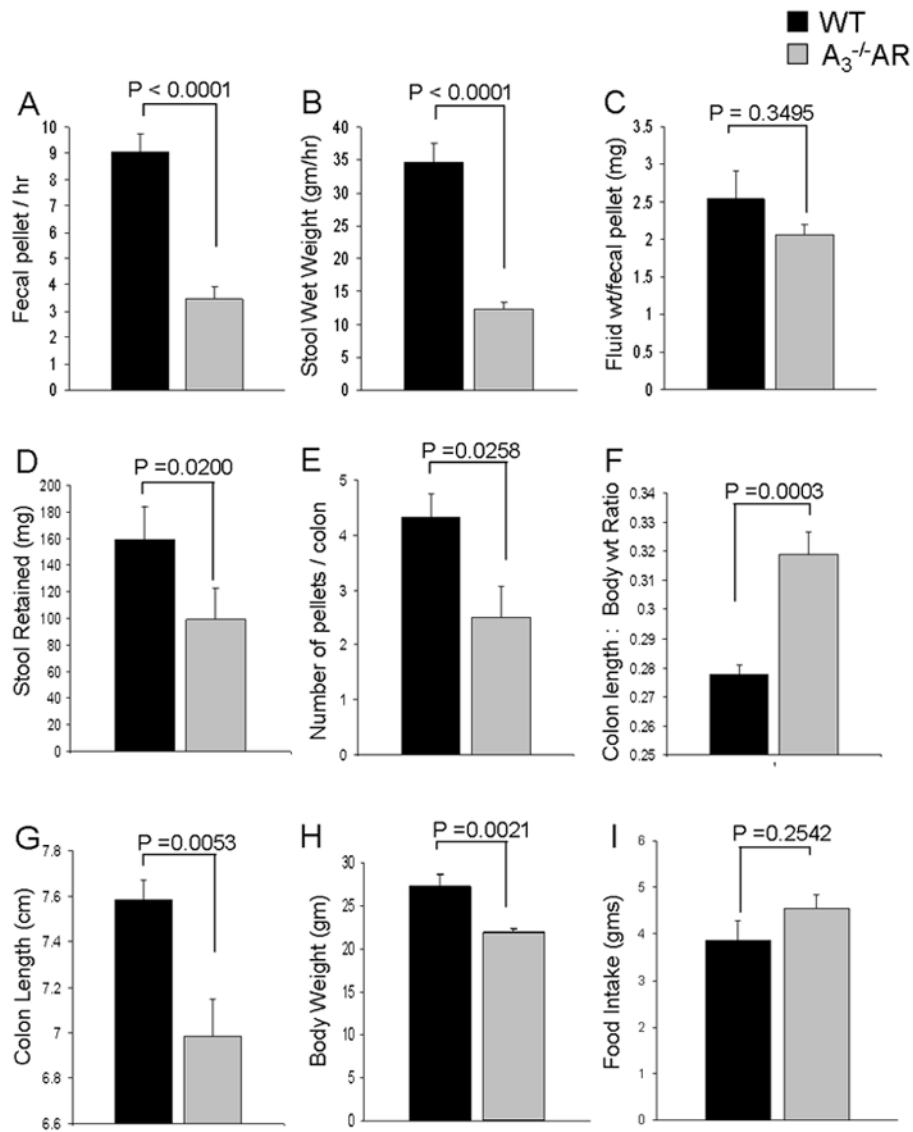 WT
A3-/-AR
A
P < 0.0001
Fecal pellet / hr
10
9
8
7
6
5
4
3
2
1
0
B
P < 0.0001
Stool Wet Weight (gm/hr)
40
35
30
25
20
15
10
5
0
C
P = 0.3495
Fluid wt/fecal pellet (mg)
3.5
3
2.5
2
1.5
1
0.5
0
D
P =0.0200
Stool Retained (mg)
200
180
160
140
120
100
80
60
40
20
0
E
P =0.0258
Number of pellets / colon
5
4
3
2
1
0
F
P =0.0003
Colon length : Body wt Ratio
0.34
0.33
0.32
0.31
0.3
0.29
0.28
0.27
0.26
0.25
G
P =0.0053
Colon Length (cm)
7.8
7.6
7.4
7.2
7
6.8
6.6
H
P =0.0021
Body Weight (gm)
30
25
20
15
10
5
0
I
P =0.2542
Food Intake (gms)
6
5
4
3
2
1
0